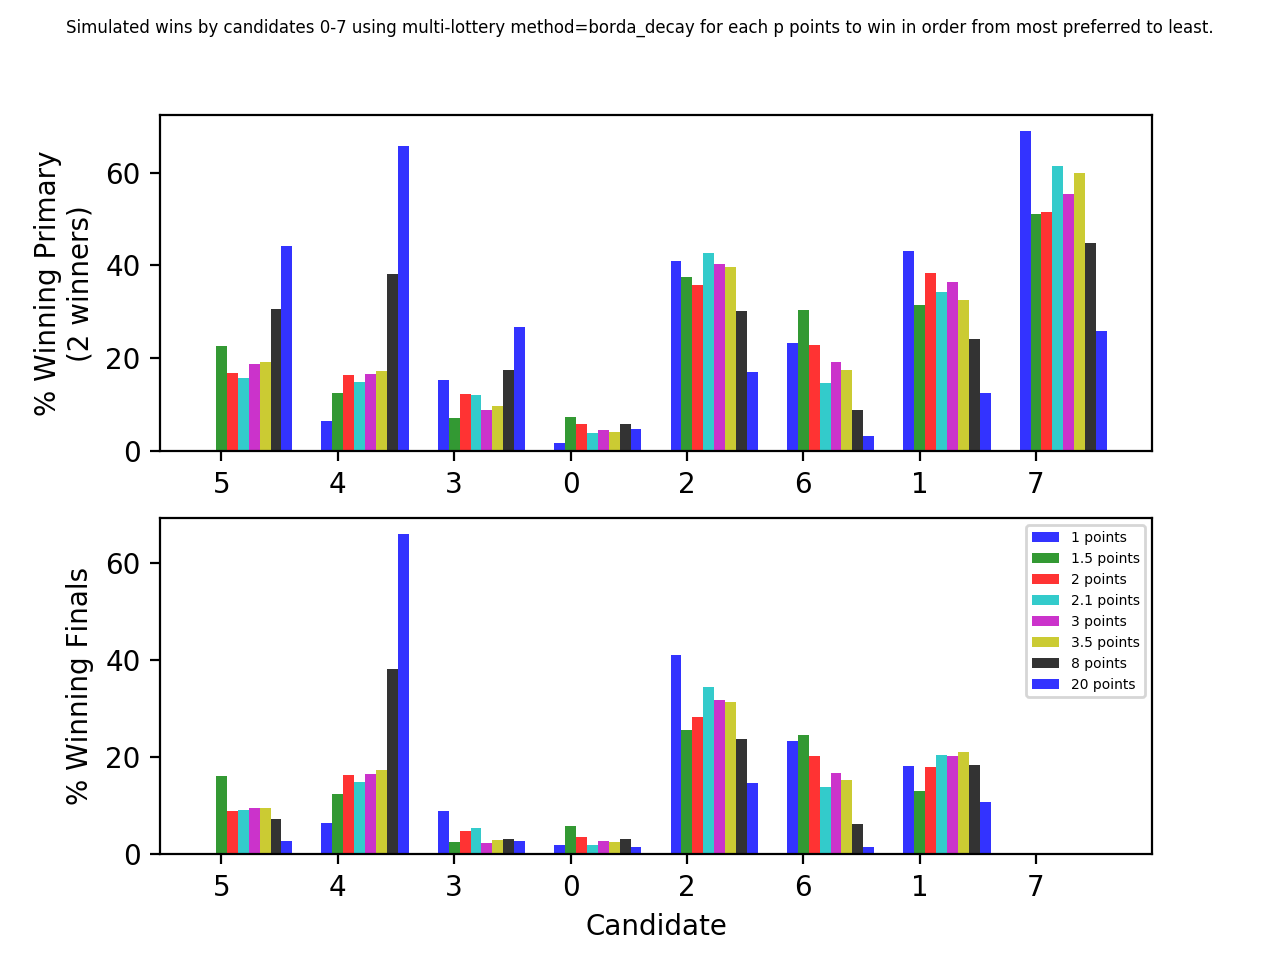 Simulated wins by candidates 0-7 using multi-lottery method=borda_decay for each p points to win in order from most preferred to least.
% Winning Primary
(2 winners)
60
40
20
0
5 4 3 0 2 6 1 7
% Winning Finals
60
40
20
0
1 points
1.5 points
2 points
2.1 points
3 points
3.5 points
8 points
20 points
5 4 3 0 2 6 1 7
Candidate